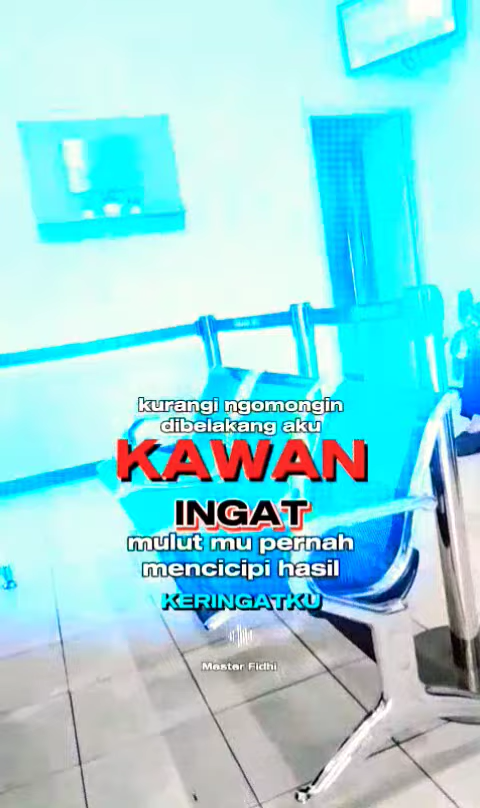 kurangi ngomongin
dibelakang aku
KAWAN
INGAT
mulut mu pernah
mencicipi hasil
KERINGATKU
Master Fidhi